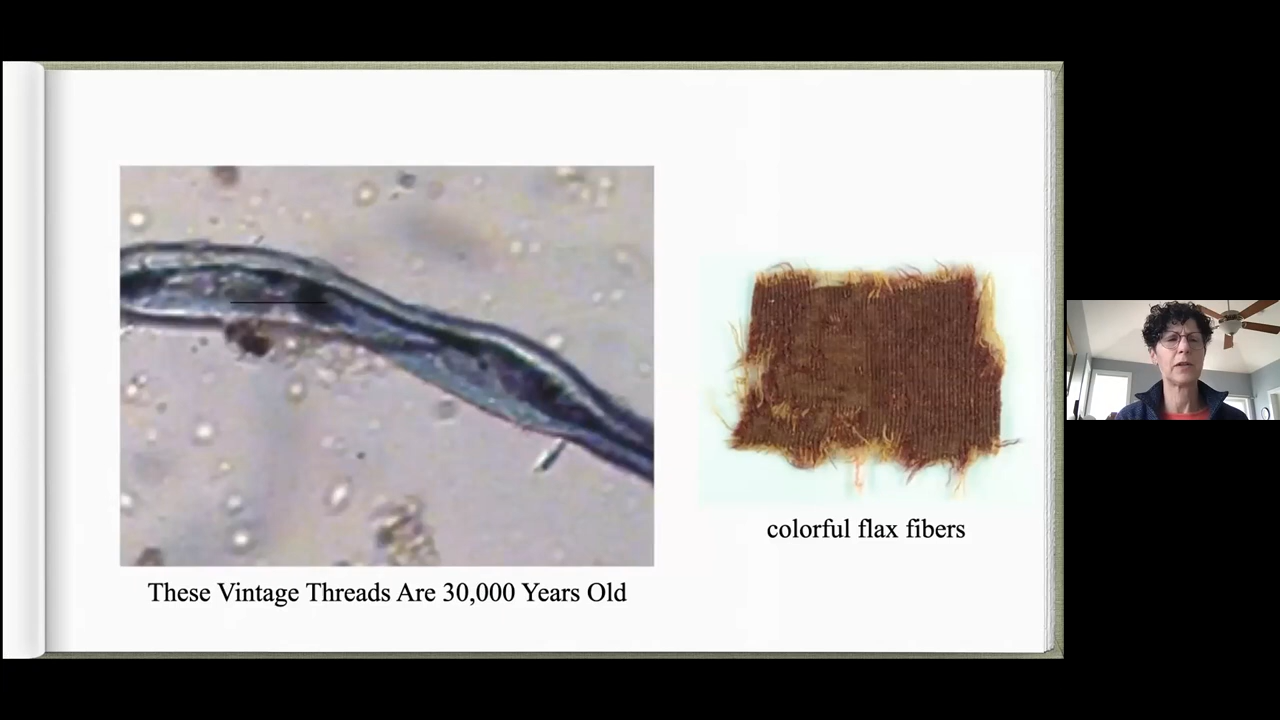 These Vintage Threads Are 30,000 Years Old
colorful flax fibers